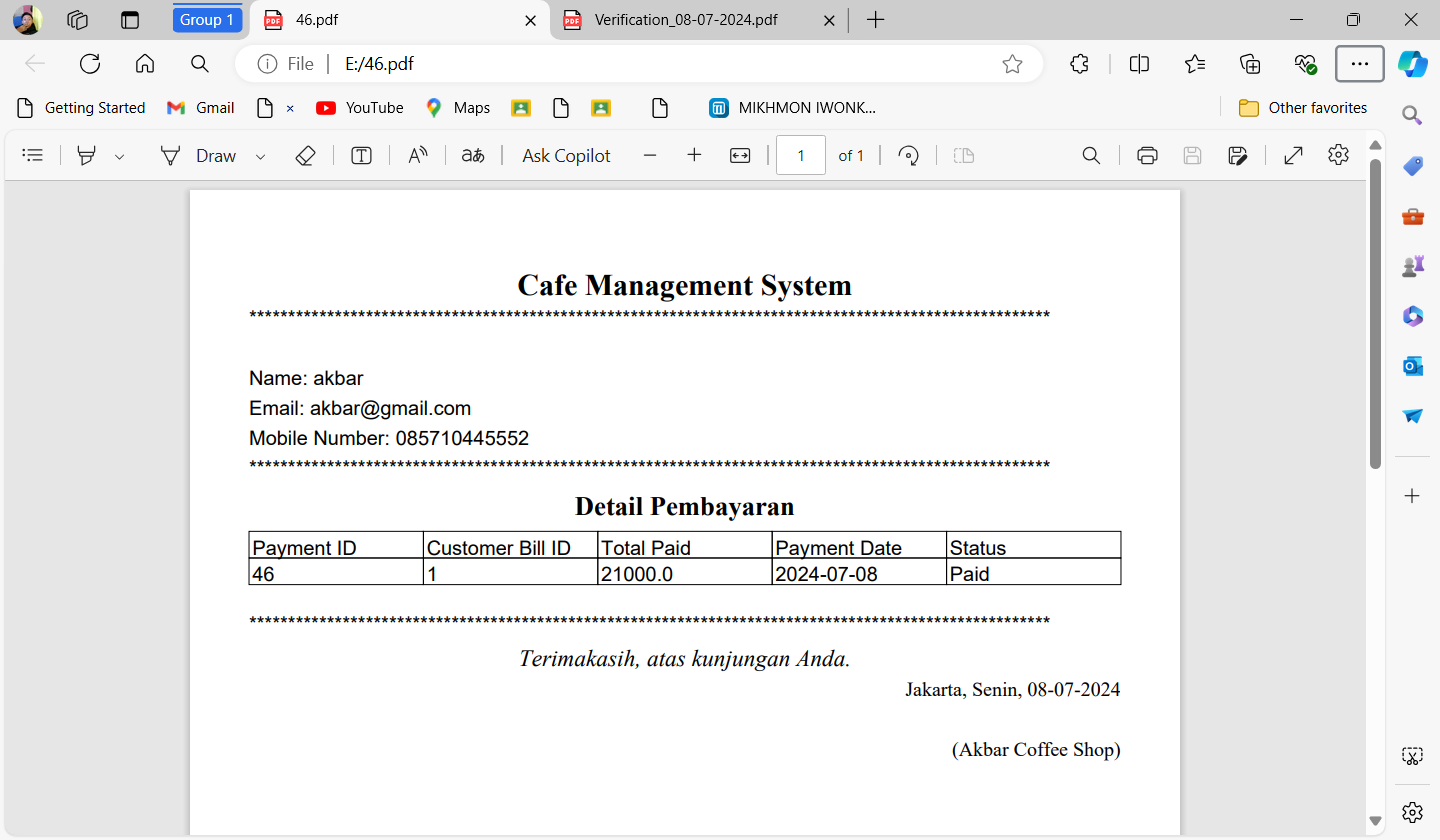 Group 1
46.pdf
Verification_08-07-2024.pdf
File
E:/46.pdf
Getting Started
Gmail
YouTube
Maps
MIKHMON IWONK...
Other favorites
Draw
Ask Copilot
1 of 1
Cafe Management System
*******************************************************************************************************
Name: akbar
Email: akbar@gmail.com
Mobile Number: 085710445552
*******************************************************************************************************
Detail Pembayaran
Payment ID Customer Bill ID Total Paid Payment Date Status
46 1 21000.0 2024-07-08 Paid
*******************************************************************************************************
Terimakasih, atas kunjungan Anda.
Jakarta, Senin, 08-07-2024
(Akbar Coffee Shop)